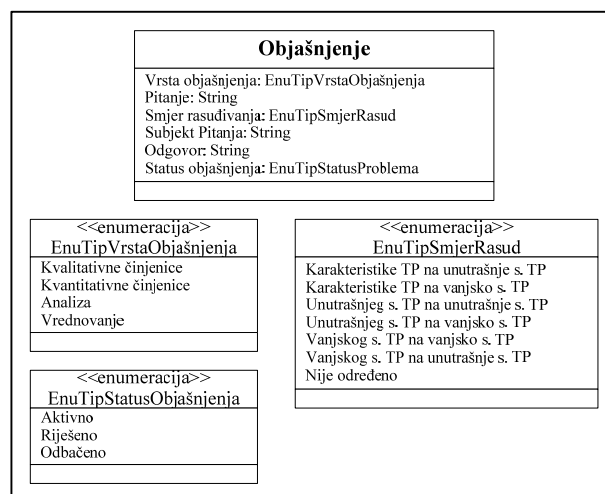 Objašnjenje
Vrsta objašnjenja: EnuTipVrstaObjašnjenja
Pitanje: String
Smjer rasuđivanja: EnuTipSmjerRasud
Subjekt Pitanja: String
Odgovor: String
Status objašnjenja: EnuTipStatusProblema
<<enumeracija>>
EnuTipVrstaObjašnjenja
Kvalitativne činjenice
Kvantitativne činjenice
Analiza
Vrednovanje
<<enumeracija>>
EnuTipSmjerRasud
Karakteristike TP na unutrašnje s. TP
Karakteristike TP na vanjsko s. TP
Unutrašnjeg s. TP na unutrašnje s. TP
Unutrašnjeg s. TP na vanjsko s. TP
Vanjskog s. TP na vanjsko s. TP
Vanjskog s. TP na unutrašnje s. TP
Nije određeno
<<enumeracija>>
EnuTipStatusObjašnjenja
Aktivno
Riješeno
Odbačeno